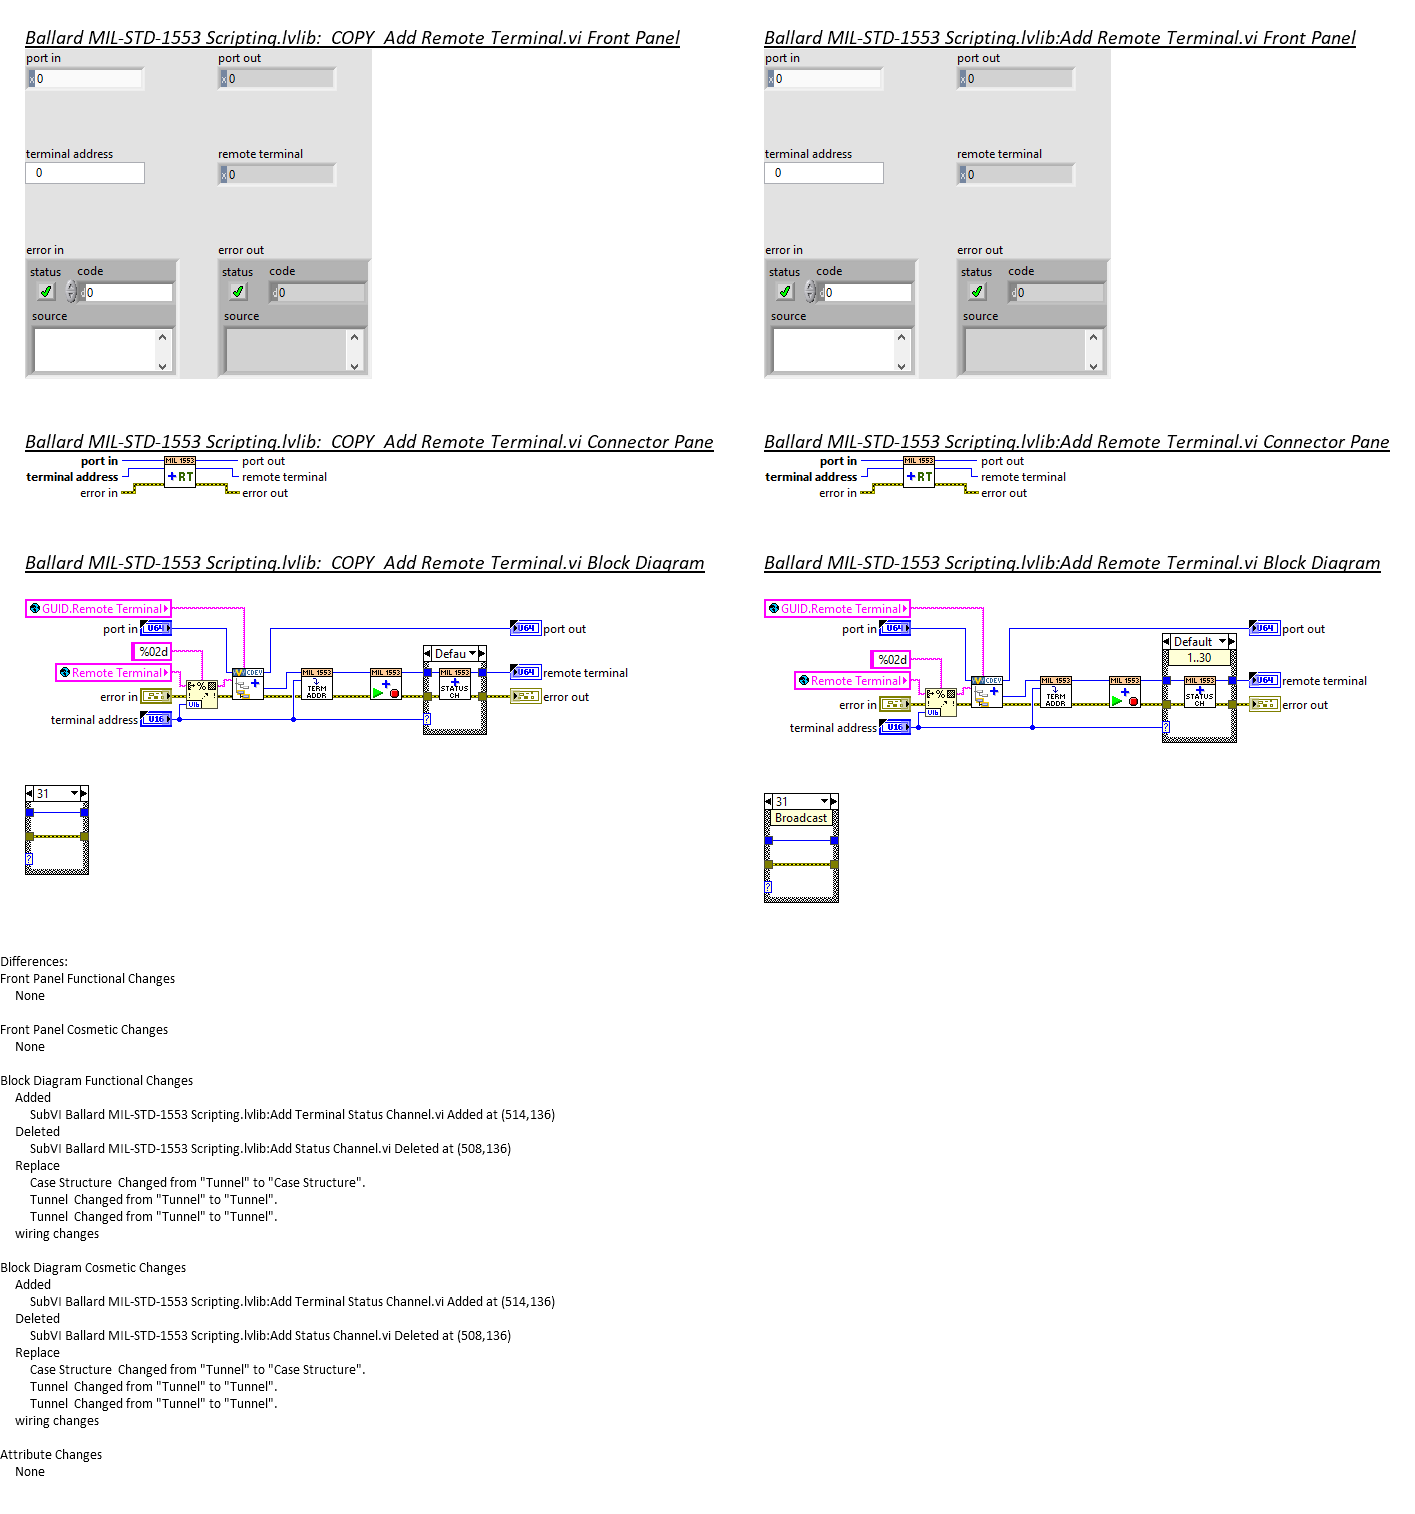 Ballard MIL-STD-1553 Scripting.lvlib:_COPY_Add Remote Terminal.vi Front Panel
port in
port out
x 0
x 0
terminal address
remote terminal
0
x 0
error in
error out
status code
status code
d 0
d 0
source
source
Ballard MIL-STD-1553 Scripting.lvlib:Add Remote Terminal.vi Front Panel
port in
port out
x 0
x 0
terminal address
remote terminal
0
x 0
error in
error out
status code
status code
d 0
d 0
source
source
Ballard MIL-STD-1553 Scripting.lvlib:_COPY_Add Remote Terminal.vi Connector Pane
port in
MIL 1553
port out
terminal address
+RT
remote terminal
error in
error out
Ballard MIL-STD-1553 Scripting.lvlib:Add Remote Terminal.vi Connector Pane
port in
MIL 1553
port out
terminal address
+RT
remote terminal
error in
error out
Ballard MIL-STD-1553 Scripting.lvlib:_COPY_Add Remote Terminal.vi Block Diagram
GUID.Remote Terminal
port in U64
U64 port out
%02d
Defau
Remote Terminal
CDEV
MIL 1553
TERM ADDR
MIL 1553
MIL 1553
STATUS CH
U64 remote terminal
error in
error out
terminal address U16
?
31
?
Ballard MIL-STD-1553 Scripting.lvlib:Add Remote Terminal.vi Block Diagram
GUID.Remote Terminal
port in U64
U64 port out
Default
1..30
%02d
Remote Terminal
CDEV
MIL 1553
TERM ADDR
MIL 1553
MIL 1553
STATUS CH
U64 remote terminal
error in
error out
terminal address U16
?
31
Broadcast
?
Differences:
Front Panel Functional Changes
None
Front Panel Cosmetic Changes
None
Block Diagram Functional Changes
Added
SubVI Ballard MIL-STD-1553 Scripting.lvlib:Add Terminal Status Channel.vi Added at (514,136)
Deleted
SubVI Ballard MIL-STD-1553 Scripting.lvlib:Add Status Channel.vi Deleted at (508,136)
Replace
Case Structure  Changed from "Tunnel" to "Case Structure".
Tunnel  Changed from "Tunnel" to "Tunnel".
Tunnel  Changed from "Tunnel" to "Tunnel".
wiring changes
Block Diagram Cosmetic Changes
Added
SubVI Ballard MIL-STD-1553 Scripting.lvlib:Add Terminal Status Channel.vi Added at (514,136)
Deleted
SubVI Ballard MIL-STD-1553 Scripting.lvlib:Add Status Channel.vi Deleted at (508,136)
Replace
Case Structure  Changed from "Tunnel" to "Case Structure".
Tunnel  Changed from "Tunnel" to "Tunnel".
Tunnel  Changed from "Tunnel" to "Tunnel".
wiring changes
Attribute Changes
None